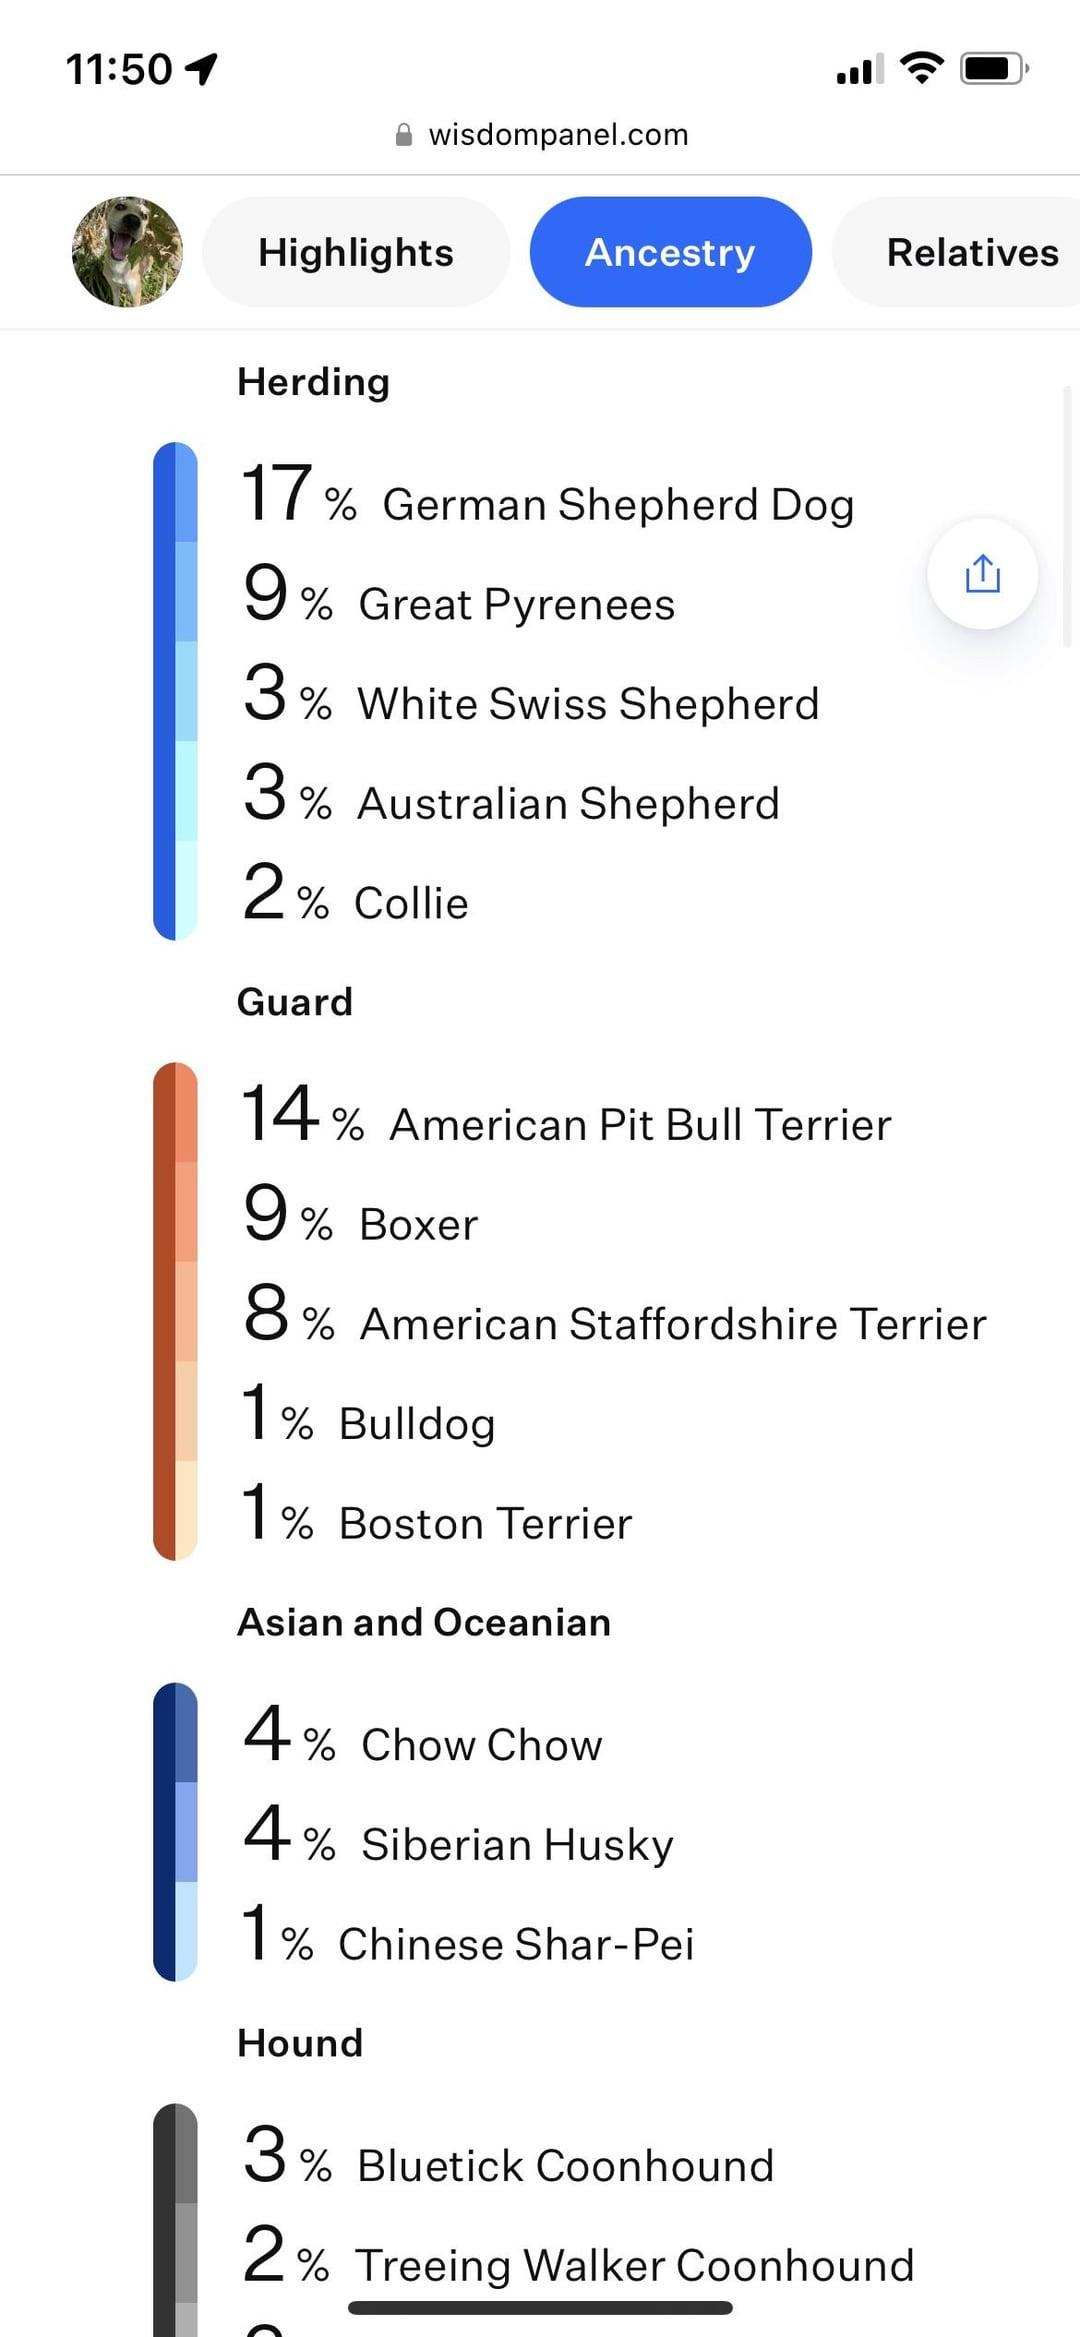 11:50
wisdompanel.com
Highlights
Ancestry
Relatives
Herding
17 % German Shepherd Dog
9 % Great Pyrenees
3 % White Swiss Shepherd
3 % Australian Shepherd
2 % Collie
Guard
14 % American Pit Bull Terrier
9 % Boxer
8 % American Staffordshire Terrier
1 % Bulldog
1 % Boston Terrier
Asian and Oceanian
4 % Chow Chow
4 % Siberian Husky
1 % Chinese Shar-Pei
Hound
3 % Bluetick Coonhound
2 % Treeing Walker Coonhound